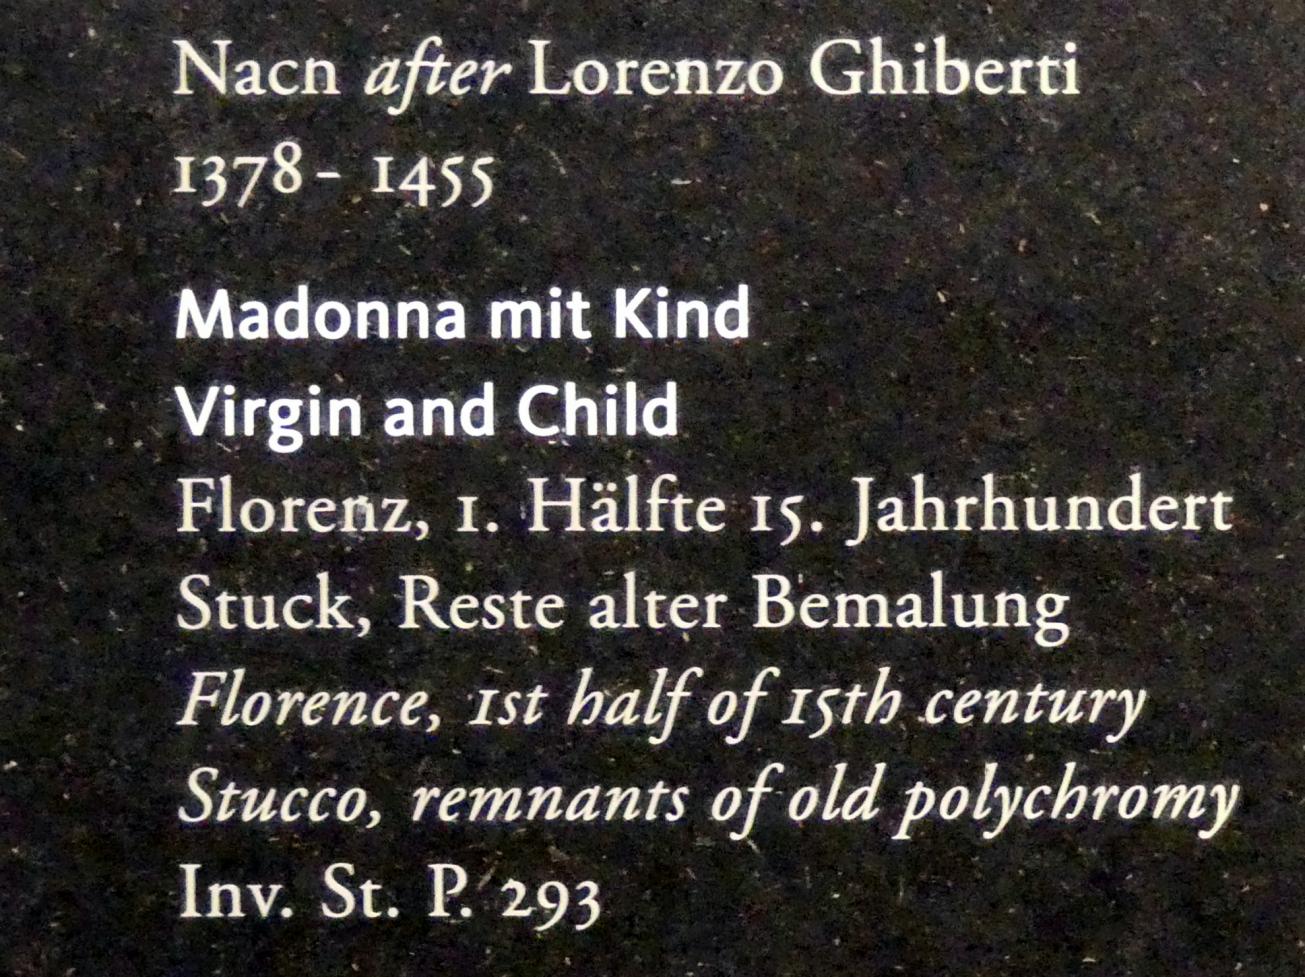 Nacn after Lorenzo Ghiberti
1378- 1455
Madonna mit Kind
Virgin and Child
Florenz, 1. Hälfte 15. Jahrhundert
Stuck, Reste alter Bemalung
Florence, 1st half of 15th century
Stucco, remnants of old polychromy
Inv. St. P. 293